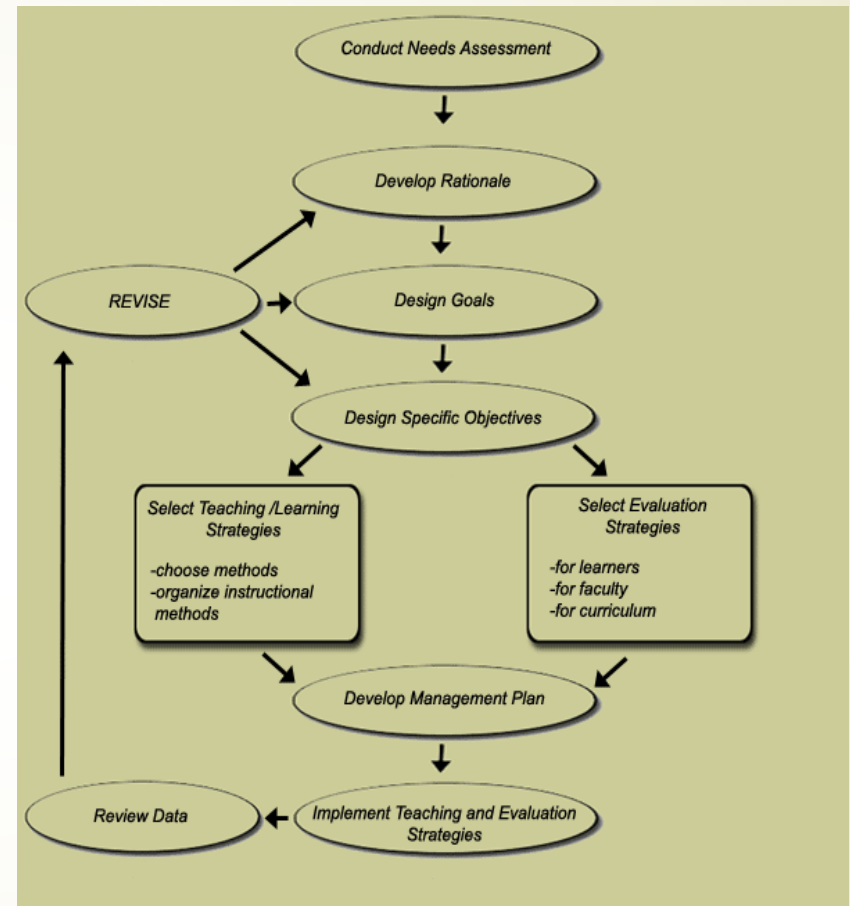 Conduct Needs Assessment
Develop Rationale
REVISE
Design Goals
Design Specific Objectives
Select Teaching /Learning
Strategies
-choose methods
-organize instructional
methods
Select Evaluation
Strategies
-for learners
-for faculty
-for curriculum
Develop Management Plan
Review Data
Implement Teaching and Evaluation
Strategies